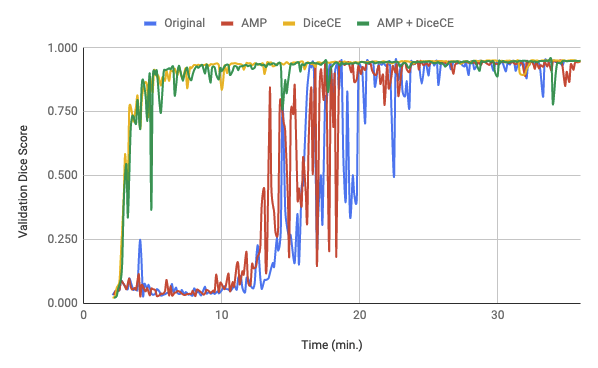 Original AMP DiceCE AMP + DiceCE
1.000
0.750
0.500
0.250
0.000
Validation Dice Score
0 10 20 30
Time (min.)